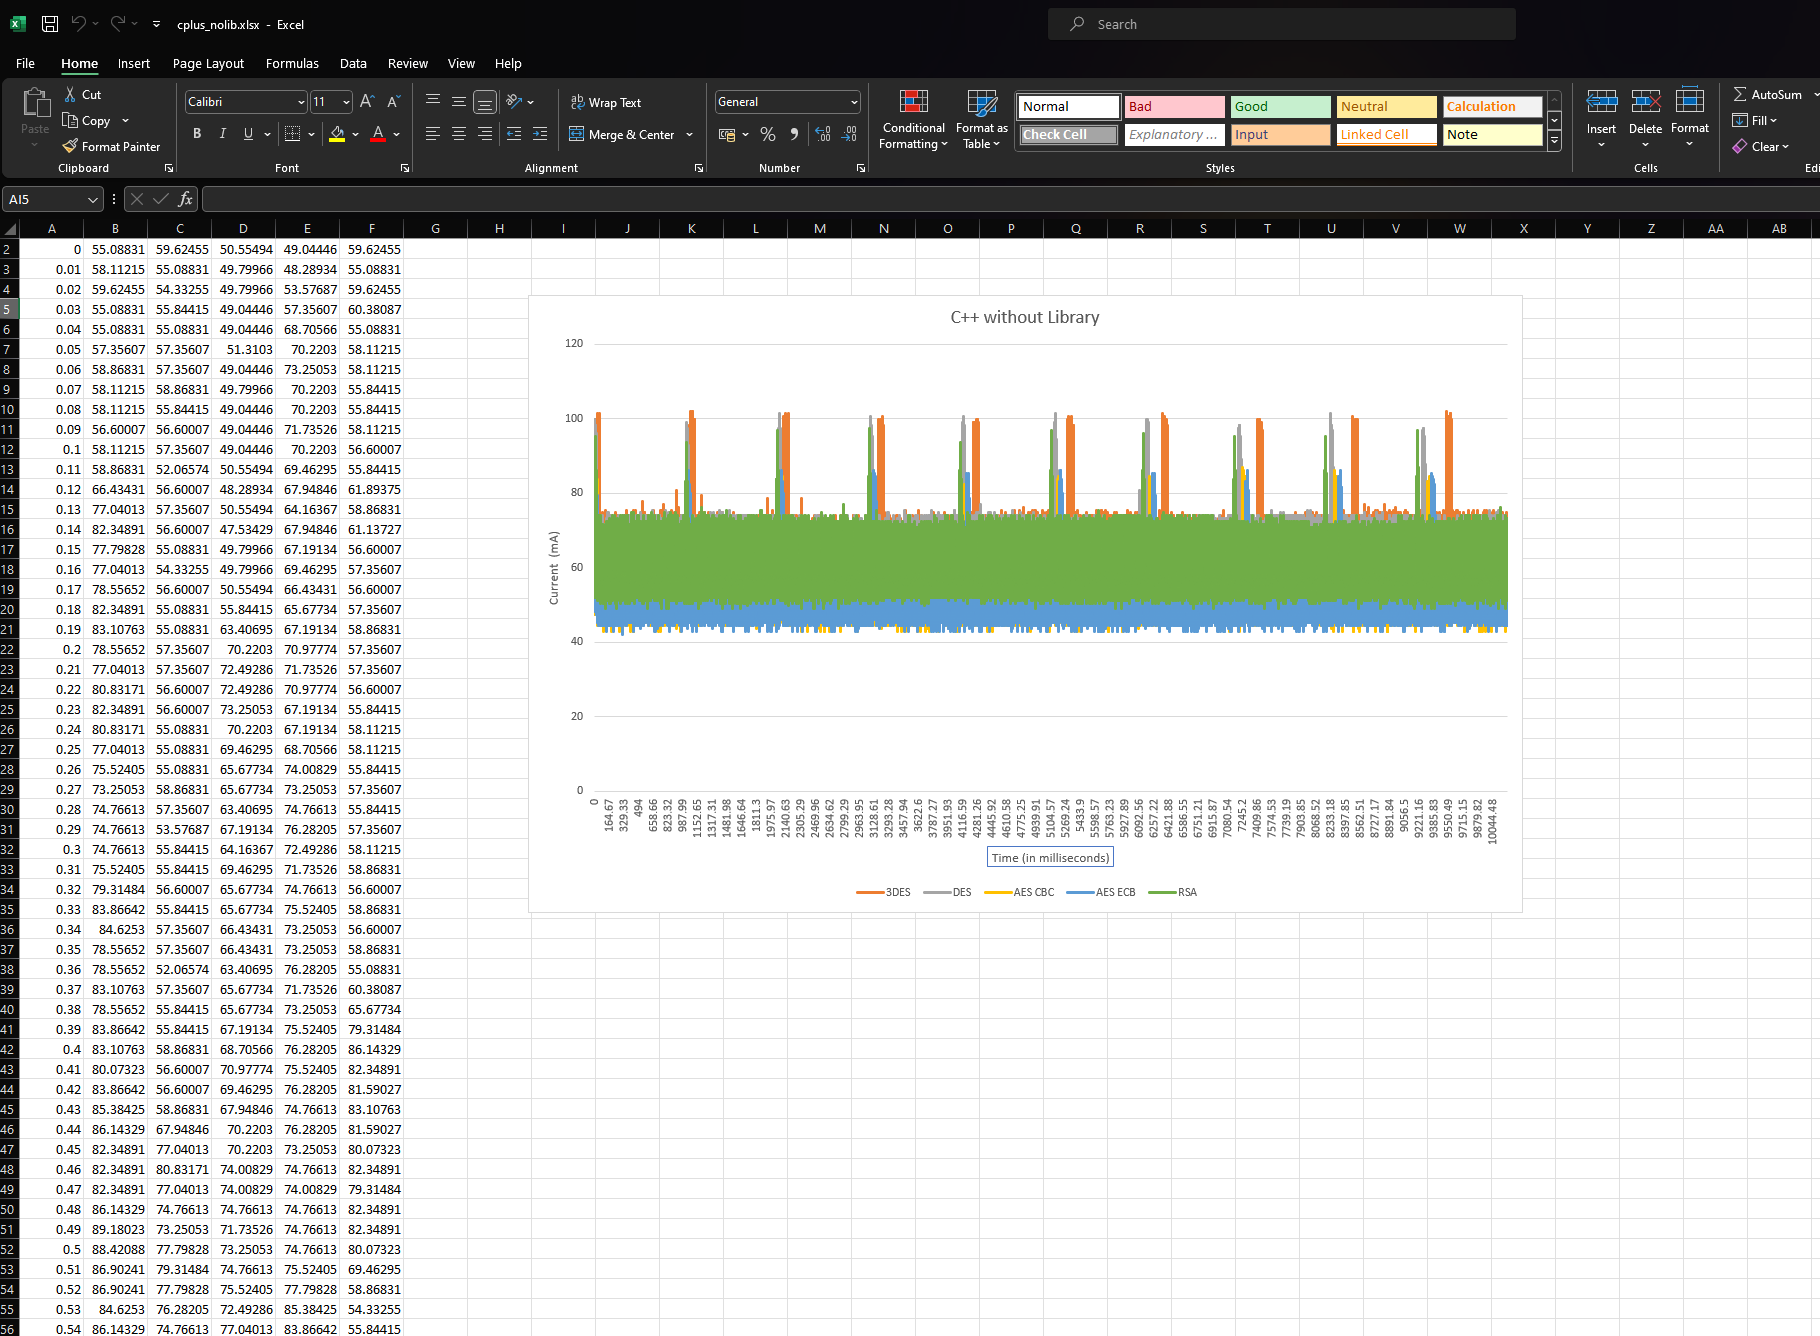 cplus_nolib.xlsx - Excel
Search
File Home Insert Page Layout Formulas Data Review View Help
Paste
Cut
Copy
Format Painter
Clipboard
Calibri 11
B I U
Font
Wrap Text
Merge & Center
Alignment
General
Number
Conditional Formatting
Format as Table
Normal Bad Good Neutral Calculation
Check Cell Explanatory ... Input Linked Cell Note
Styles
Insert Delete Format
Cells
AutoSum
Fill
Clear
Edi
AI5
fx
A B C D E F G H I J K L M N O P Q R S T U V W X Y Z AA AB
2 0 55.08831 59.62455 50.55494 49.04446 59.62455
3 0.01 58.11215 55.08831 49.79966 48.28934 55.08831
4 0.02 59.62455 54.33255 49.79966 53.57687 59.62455
5 0.03 55.08831 55.84415 49.04446 57.35607 60.38087
6 0.04 55.08831 55.08831 49.04446 68.70566 55.08831
7 0.05 57.35607 57.35607 51.3103 70.2203 58.11215
8 0.06 58.86831 57.35607 49.04446 73.25053 58.11215
9 0.07 58.11215 58.86831 49.79966 70.2203 55.84415
10 0.08 58.11215 55.84415 49.04446 70.2203 55.84415
11 0.09 56.60007 56.60007 49.04446 71.73526 58.11215
12 0.1 58.11215 57.35607 49.04446 70.2203 56.60007
13 0.11 58.86831 52.06574 50.55494 69.46295 55.84415
14 0.12 66.43431 56.60007 48.28934 67.94846 61.89375
15 0.13 77.04013 57.35607 50.55494 64.16367 58.86831
16 0.14 82.34891 56.60007 47.53429 67.94846 61.13727
17 0.15 77.79828 55.08831 49.79966 67.19134 56.60007
18 0.16 77.04013 54.33255 49.79966 69.46295 57.35607
19 0.17 78.55652 56.60007 50.55494 66.43431 56.60007
20 0.18 82.34891 55.08831 55.84415 65.67734 57.35607
21 0.19 83.10763 55.08831 63.40695 67.19134 58.86831
22 0.2 78.55652 57.35607 70.2203 70.97774 57.35607
23 0.21 77.04013 57.35607 72.49286 71.73526 57.35607
24 0.22 80.83171 56.60007 72.49286 70.97774 56.60007
25 0.23 82.34891 56.60007 73.25053 67.19134 55.84415
26 0.24 80.83171 55.08831 70.2203 67.19134 58.11215
27 0.25 77.04013 55.08831 69.46295 68.70566 58.11215
28 0.26 75.52405 55.08831 65.67734 74.00829 55.84415
29 0.27 73.25053 58.86831 65.67734 73.25053 57.35607
30 0.28 74.76613 57.35607 63.40695 74.76613 55.84415
31 0.29 74.76613 53.57687 67.19134 76.28205 57.35607
32 0.3 74.76613 55.84415 64.16367 72.49286 58.11215
33 0.31 75.52405 55.84415 69.46295 71.73526 58.86831
34 0.32 79.31484 56.60007 65.67734 74.76613 56.60007
35 0.33 83.86642 55.84415 65.67734 75.52405 58.86831
36 0.34 84.6253 57.35607 66.43431 73.25053 56.60007
37 0.35 78.55652 57.35607 66.43431 73.25053 58.86831
38 0.36 78.55652 52.06574 63.40695 76.28205 55.08831
39 0.37 83.10763 57.35607 65.67734 71.73526 60.38087
40 0.38 78.55652 55.84415 65.67734 73.25053 65.67734
41 0.39 83.86642 55.84415 67.19134 75.52405 79.31484
42 0.4 83.10763 58.86831 68.70566 76.28205 86.14329
43 0.41 80.07323 56.60007 70.97774 75.52405 82.34891
44 0.42 83.86642 56.60007 69.46295 76.28205 81.59027
45 0.43 85.38425 58.86831 67.94846 74.76613 83.10763
46 0.44 86.14329 67.94846 70.2203 76.28205 81.59027
47 0.45 82.34891 77.04013 70.2203 73.25053 80.07323
48 0.46 82.34891 80.83171 74.00829 74.76613 82.34891
49 0.47 82.34891 77.04013 74.00829 74.00829 79.31484
50 0.48 86.14329 74.76613 74.76613 74.76613 82.34891
51 0.49 89.18023 73.25053 71.73526 74.76613 82.34891
52 0.5 88.42088 77.79828 73.25053 74.76613 80.07323
53 0.51 86.90241 79.31484 74.76613 75.52405 69.46295
54 0.52 86.90241 77.79828 75.52405 77.79828 58.86831
55 0.53 84.6253 76.28205 72.49286 85.38425 54.33255
56 0.54 86.14329 74.76613 77.04013 83.86642 55.84415
C++ without Library
120
100
80
60
40
20
0
Current (mA)
0 164.67 329.33 494 658.66 823.32 987.99 1152.65 1317.31 1481.98 1646.64 1811.3 1975.97 2140.63 2305.29 2469.96 2634.62 2799.29 2963.95 3128.61 3293.28 3457.94 3622.6 3787.27 3951.93 4116.59 4281.26 4445.92 4610.58 4775.25 4939.91 5104.57 5269.24 5433.9 5598.57 5763.23 5927.89 6092.56 6257.22 6421.88 6586.55 6751.21 6915.87 7080.54 7245.2 7409.86 7574.53 7739.19 7903.85 8068.52 8233.18 8397.85 8562.51 8727.17 8891.84 9056.5 9221.16 9385.83 9550.49 9715.15 9879.82 10044.48
Time (in milliseconds)
3DES DES AES CBC AES ECB RSA